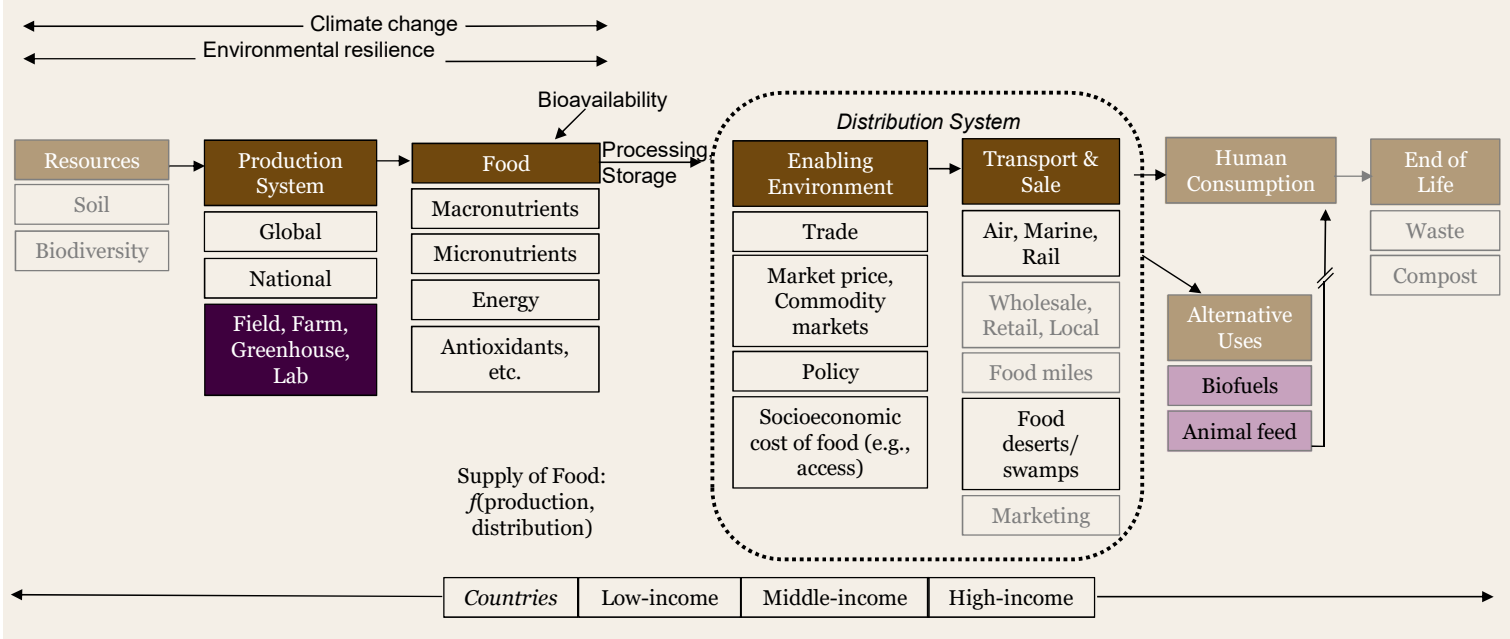 Climate change
Environmental resilience
Bioavailability
Distribution System
Resources
Soil
Biodiversity
Production
System
Global
National
Field, Farm,
Greenhouse,
Lab
Food
Macronutrients
Micronutrients
Energy
Antioxidants,
etc.
Processing,
Storage
Enabling
Environment
Trade
Market price,
Commodity
markets
Policy
Socioeconomic
cost of food (e.g.,
access)
Transport &
Sale
Air, Marine,
Rail
Wholesale,
Retail, Local
Food miles
Food
deserts/
swamps
Marketing
Human
Consumption
Alternative
Uses
Biofuels
Animal feed
End of
Life
Waste
Compost
Supply of Food:
f(production,
distribution)
Countries
Low-income
Middle-income
High-income